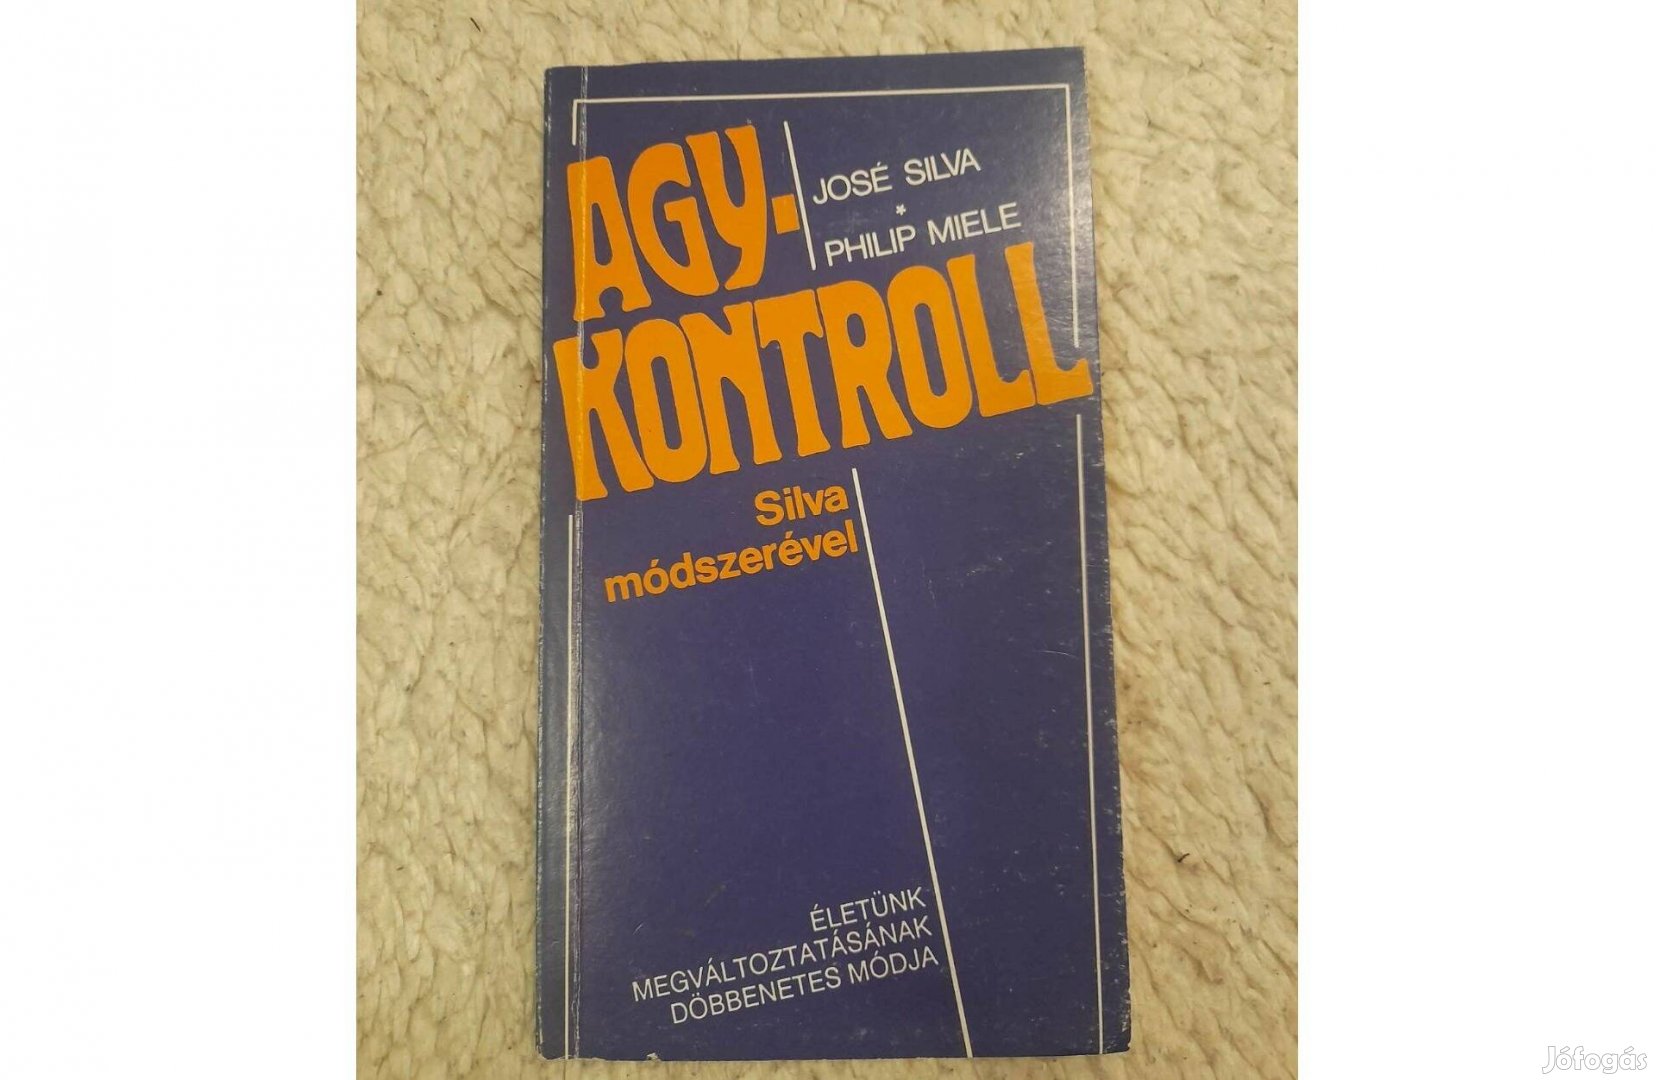 JOSÉ SILVA
*
PHILIP MIELE
AGY-
KONTROLL
Silva
módszerével
ÉLETÜNK
MEGVÁLTOZTATÁSÁNAK
DÖBBENETES MÓDJA
Jófogás